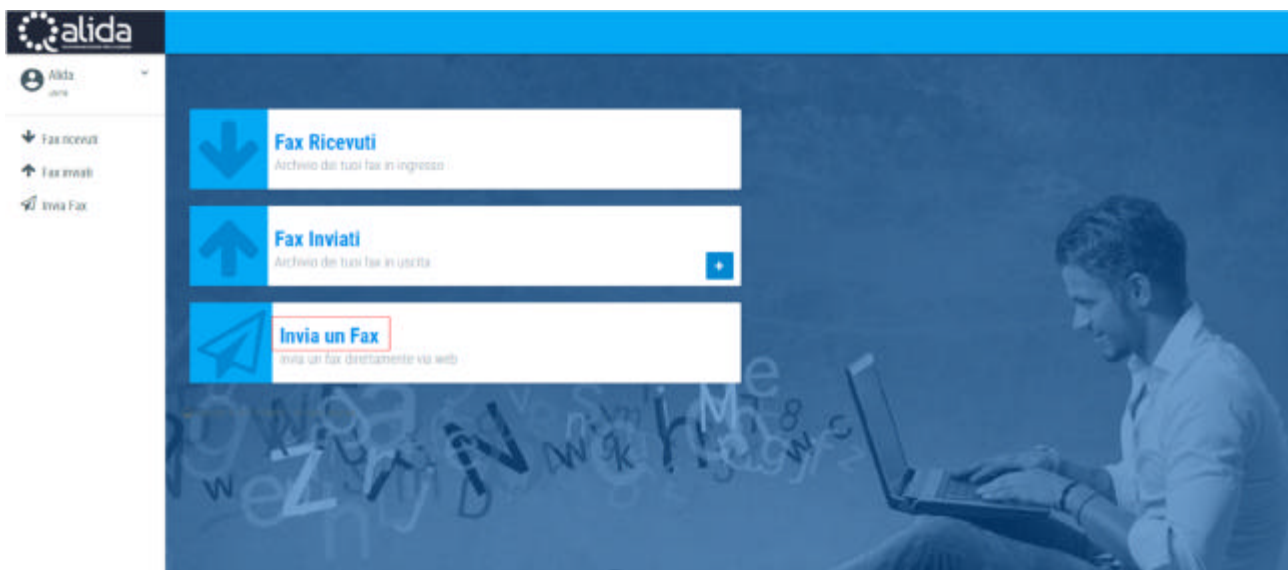 alida
Alida
Fax ricevuti
Fax inviati
Invia Fax
Fax Ricevuti
Archivio dei tuoi fax in ingresso
Fax Inviati
Archivio dei tuoi fax in uscita
+
Invia un Fax
Invia un fax direttamente via web